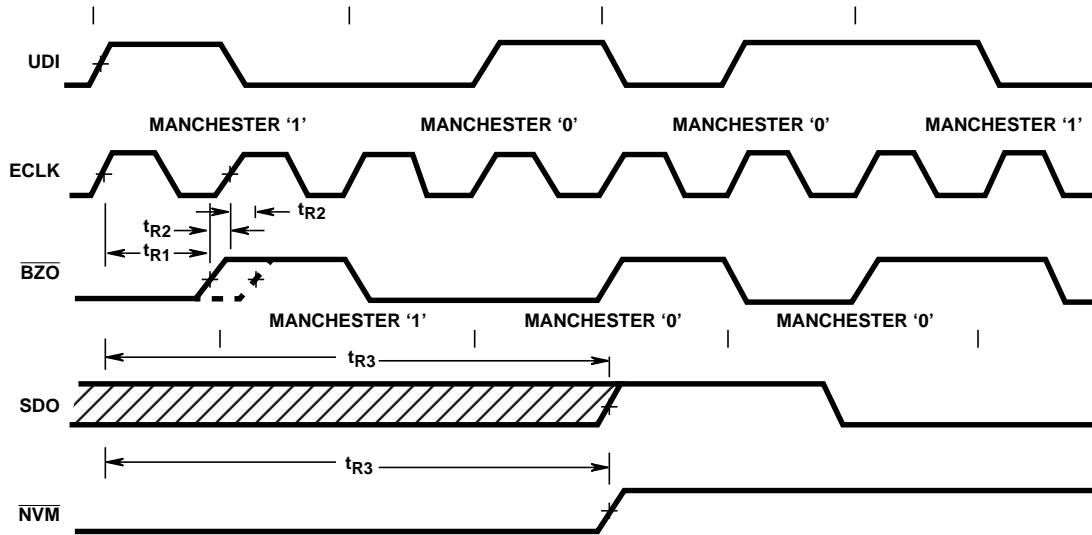 UDI
MANCHESTER ‘1’ MANCHESTER ‘0’ MANCHESTER ‘0’ MANCHESTER ‘1’
ECLK
tR2
tR2
tR1
BZO
MANCHESTER ‘1’ MANCHESTER ‘0’ MANCHESTER ‘0’
tR3
SDO
tR3
NVM